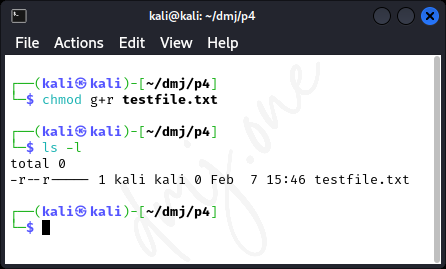 kali@kali: ~/dmj/p4
File Actions Edit View Help
┌──(kali㉿kali)-[~/dmj/p4]
└─$ chmod g+r testfile.txt
┌──(kali㉿kali)-[~/dmj/p4]
└─$ ls -l
total 0
-r--r----- 1 kali kali 0 Feb  7 15:46 testfile.txt
┌──(kali㉿kali)-[~/dmj/p4]
└─$
dmj.one